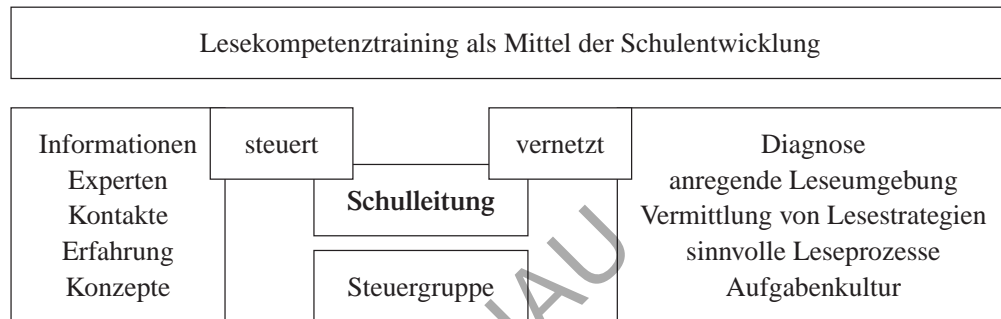 Lesekompetenztraining als Mittel der Schulentwicklung
Informationen
Experten
Kontakte
Erfahrung
Konzepte
steuert
vernetzt
Schulleitung
Steuergruppe
Diagnose
anregende Leseumgebung
Vermittlung von Lesestrategien
sinnvolle Leseprozesse
Aufgabenkultur